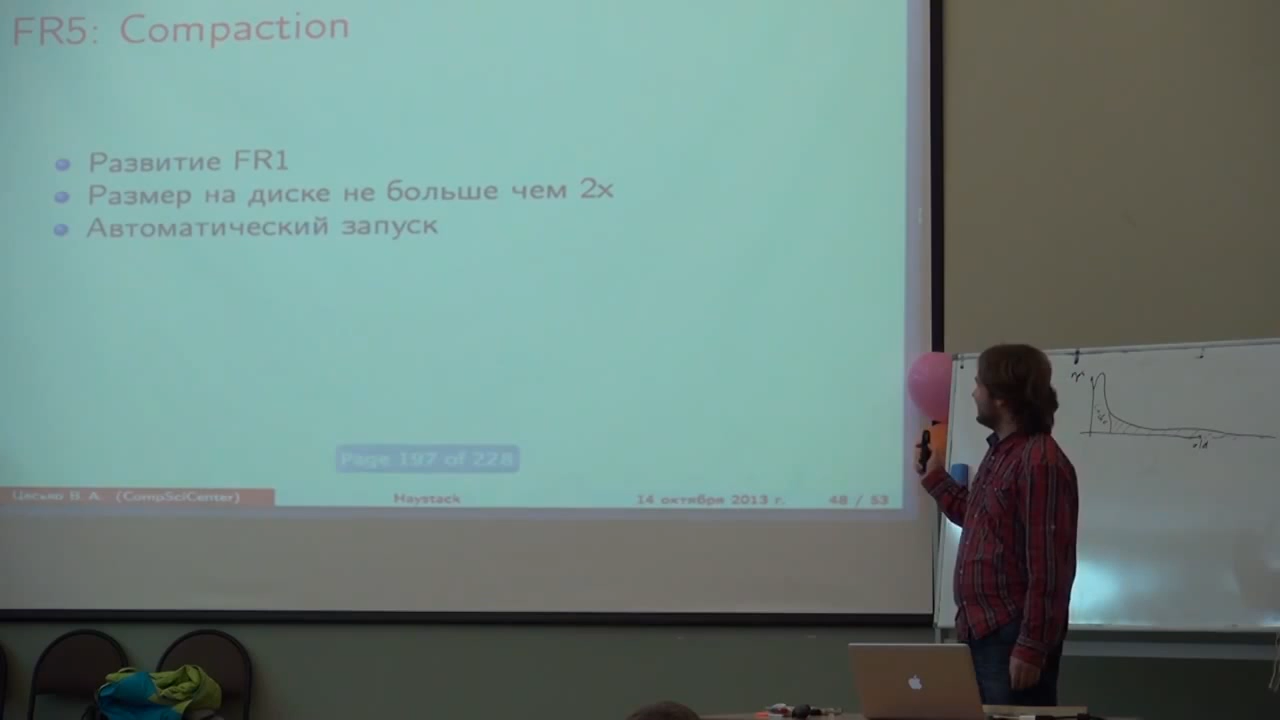 FR5: Compaction
Развитие FR1
Размер на диске не больше чем 2x
Автоматический запуск
Page 197 of 228
Цесько В. А. (CompSciCenter) Haystack 14 октября 2013 г. 48 / 53